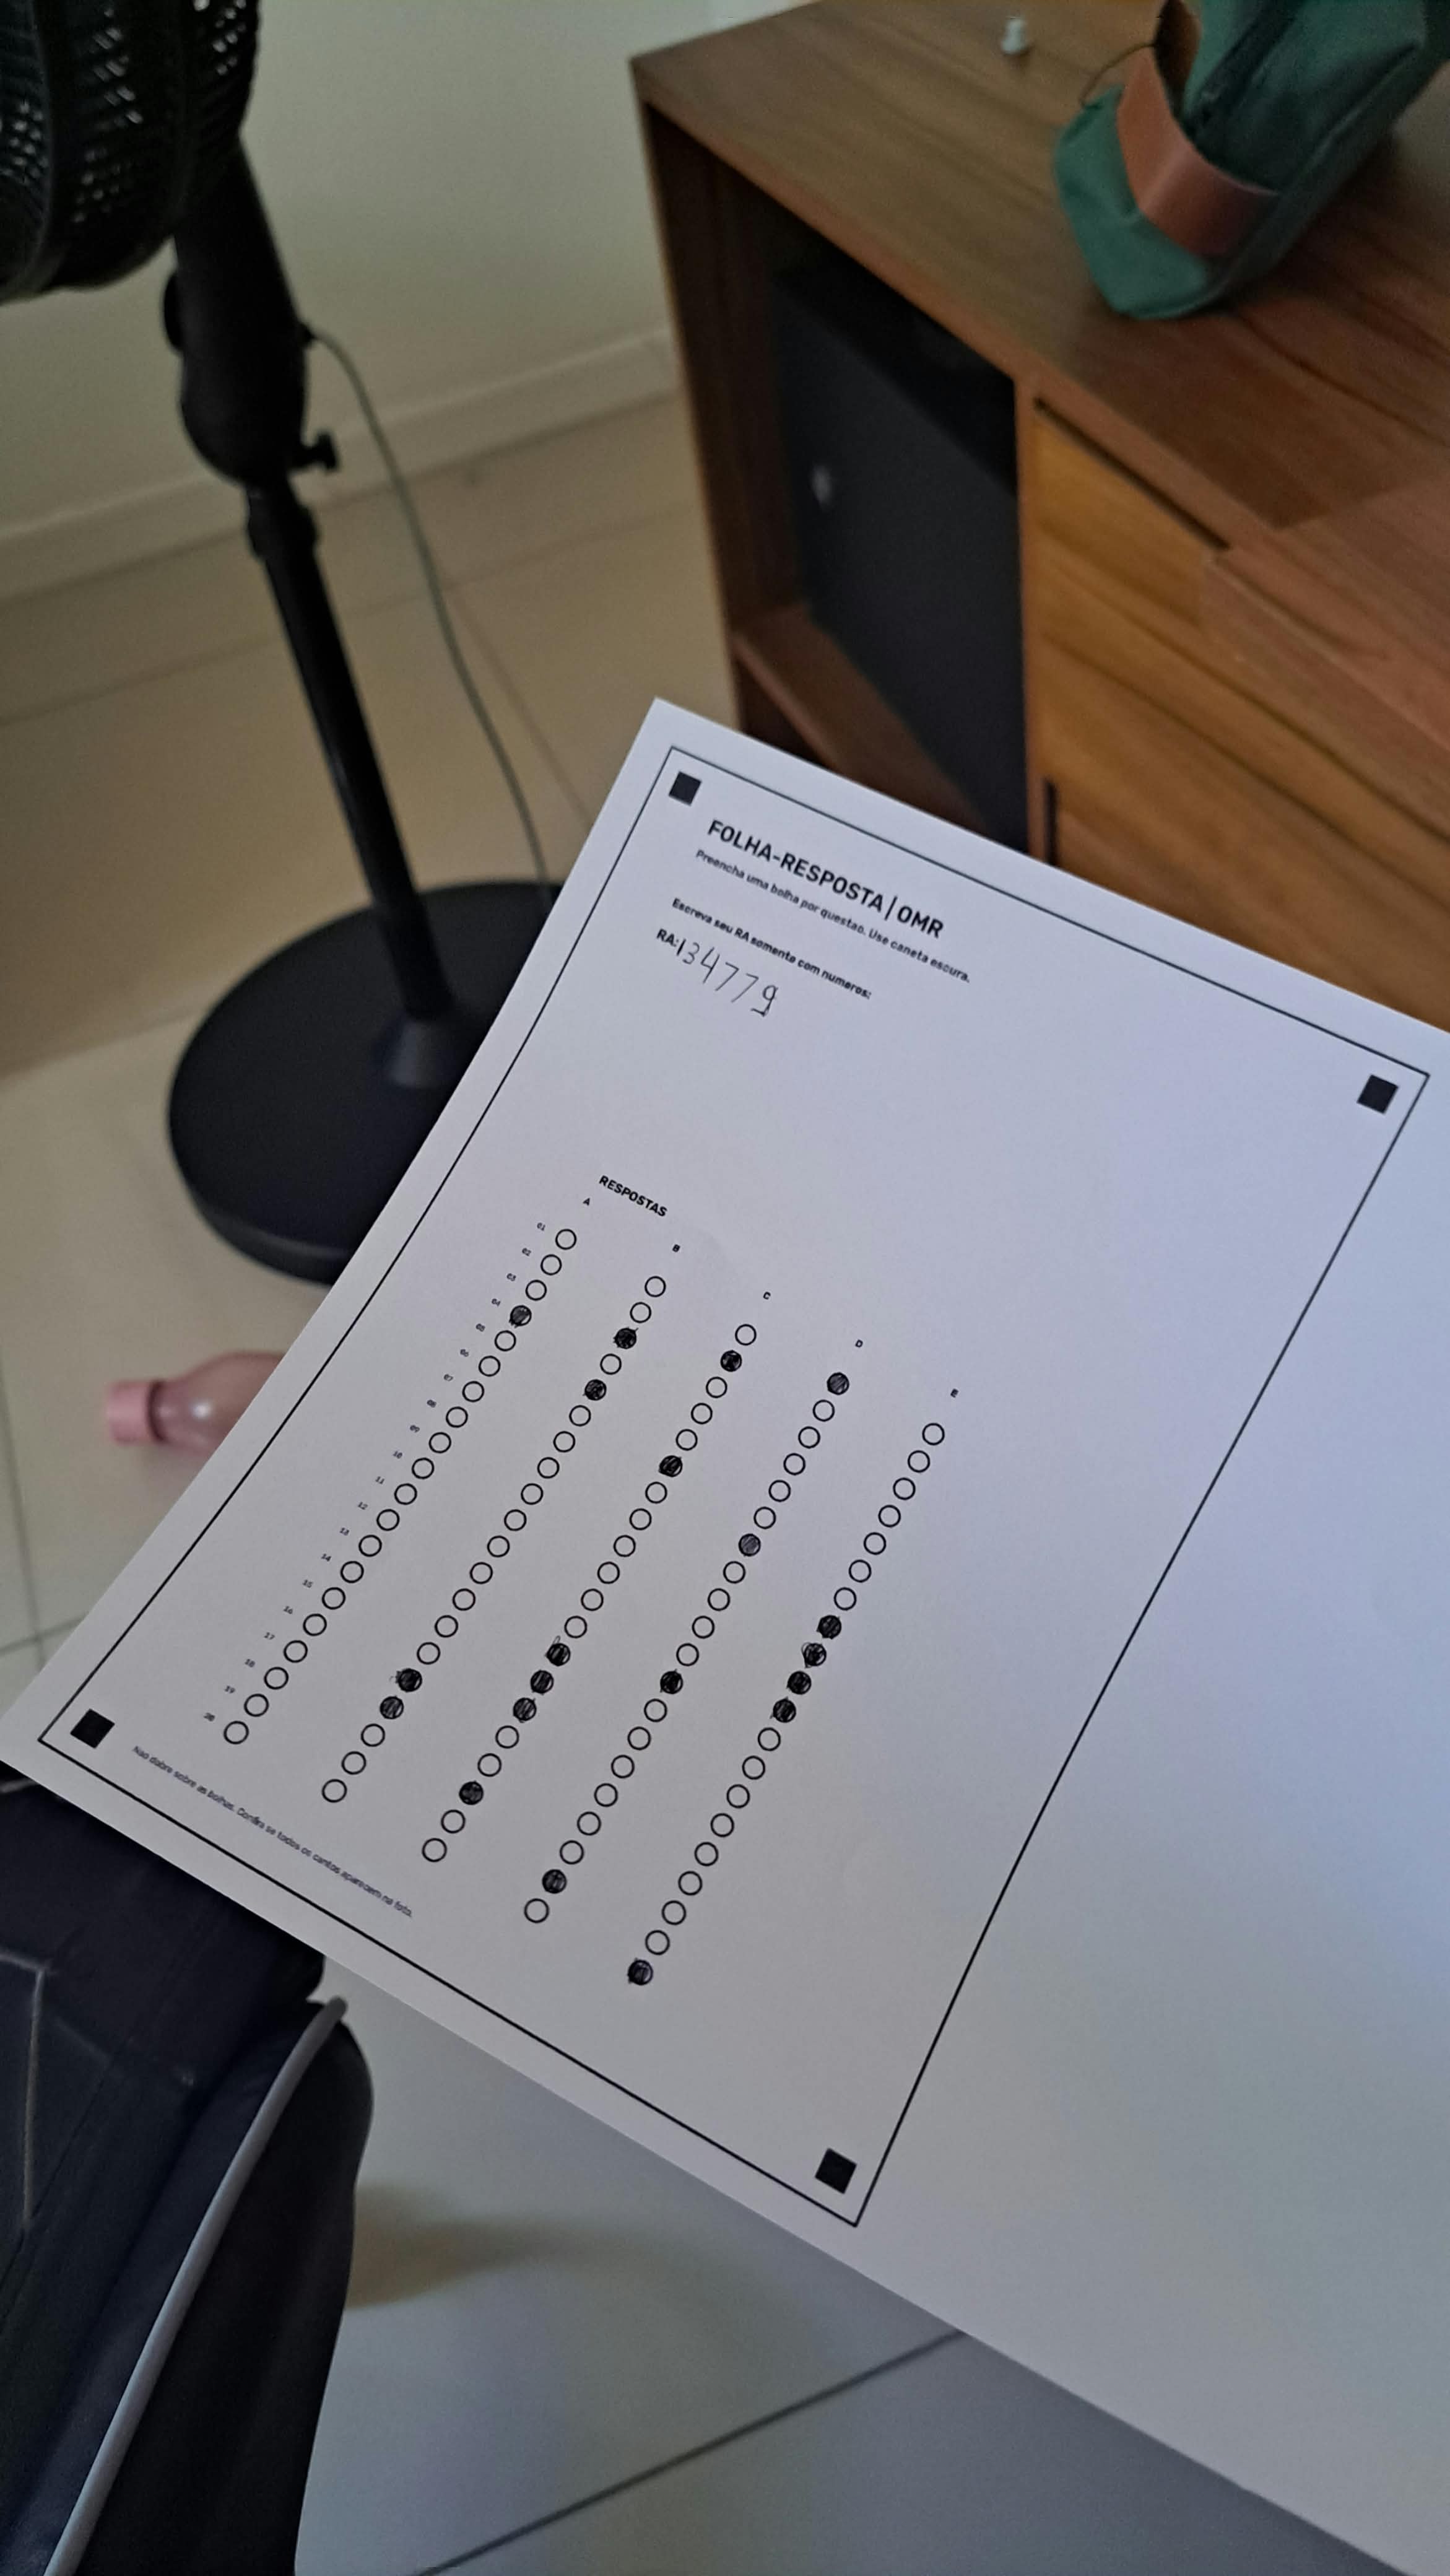 FOLHA-RESPOSTA | OMR
Preencha uma bolha por questao. Use caneta escura.
Escreva seu RA somente com numeros:
RA: 134779
RESPOSTAS
A B C D E
01
02
03
04
05
06
07
08
09
10
11
12
13
14
15
16
17
18
19
20
Nao dobre sobre as bolhas. Confira se todos os cantos aparecem na foto.